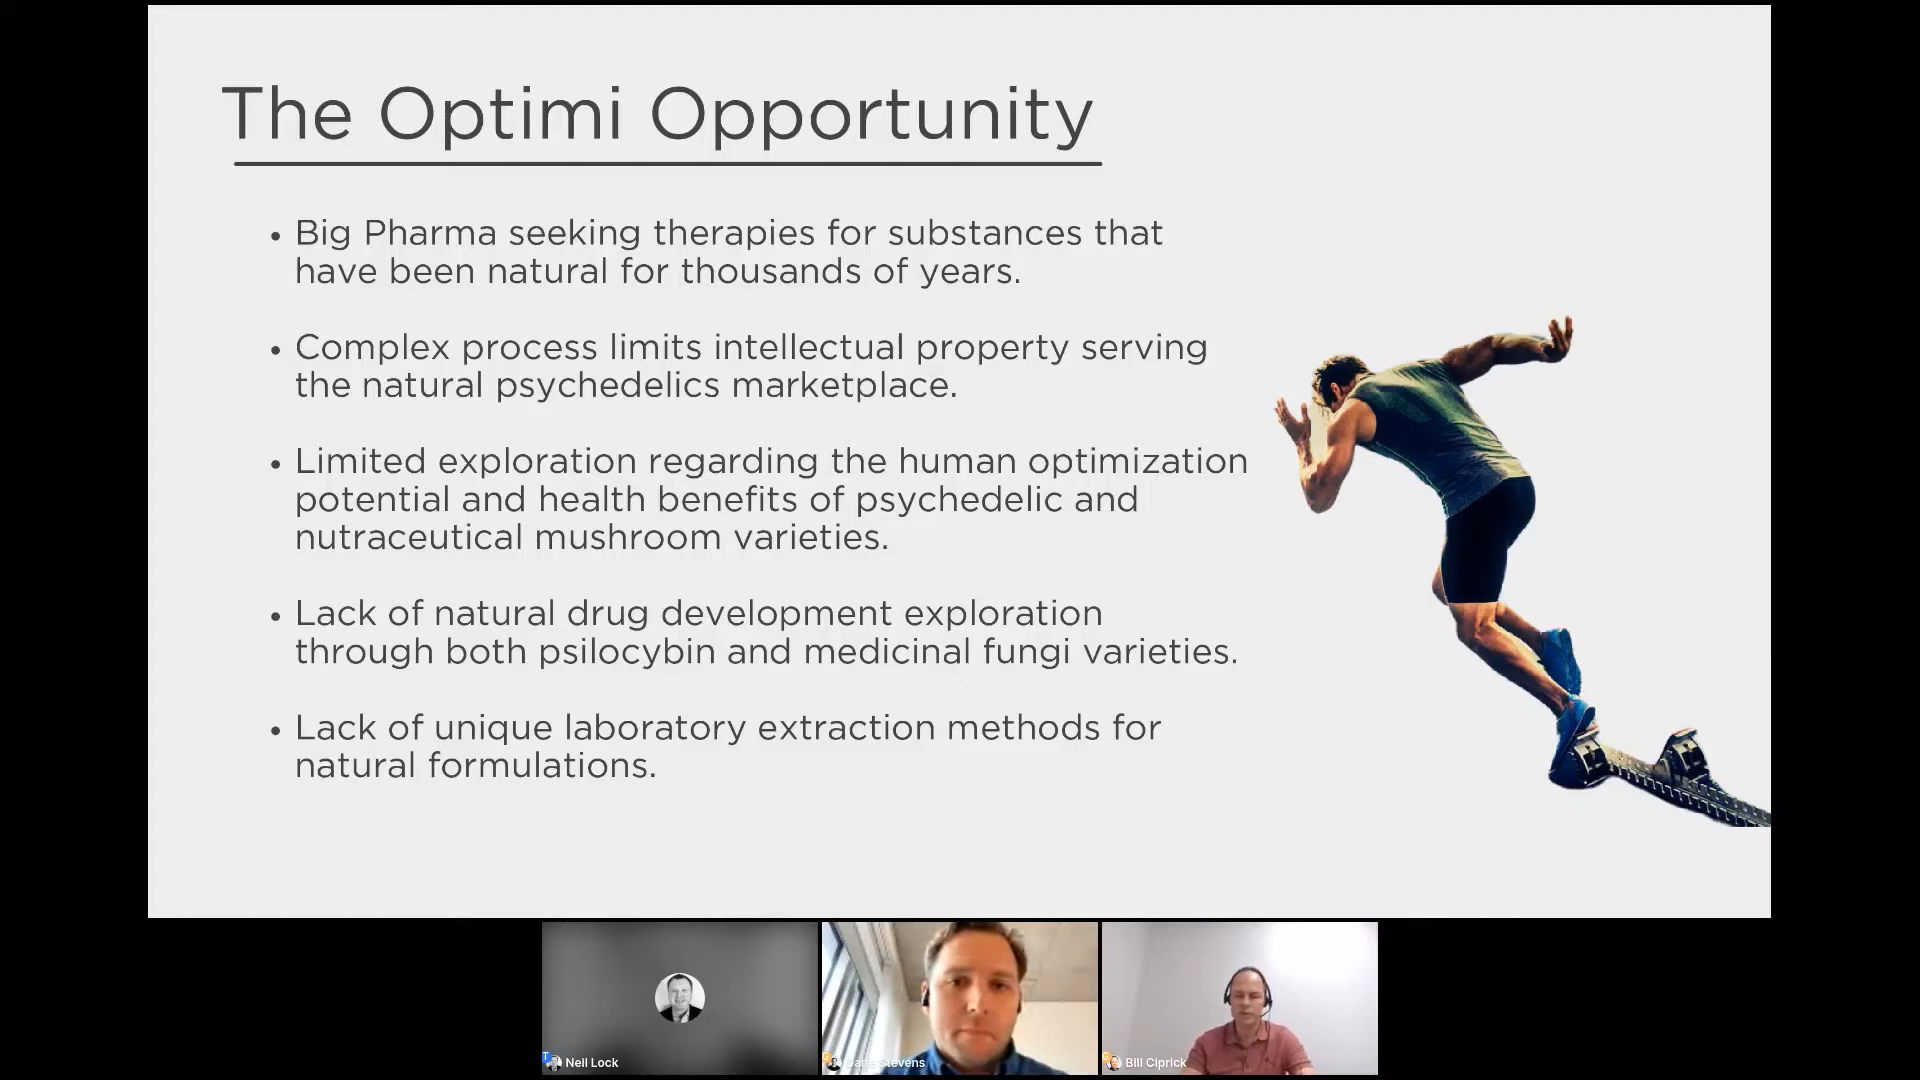 The Optimi Opportunity
• Big Pharma seeking therapies for substances that
have been natural for thousands of years.
• Complex process limits intellectual property serving
the natural psychedelics marketplace.
• Limited exploration regarding the human optimization
potential and health benefits of psychedelic and
nutraceutical mushroom varieties.
• Lack of natural drug development exploration
through both psilocybin and medicinal fungi varieties.
• Lack of unique laboratory extraction methods for
natural formulations.
Neil Lock
Stevens
Bill Ciprick